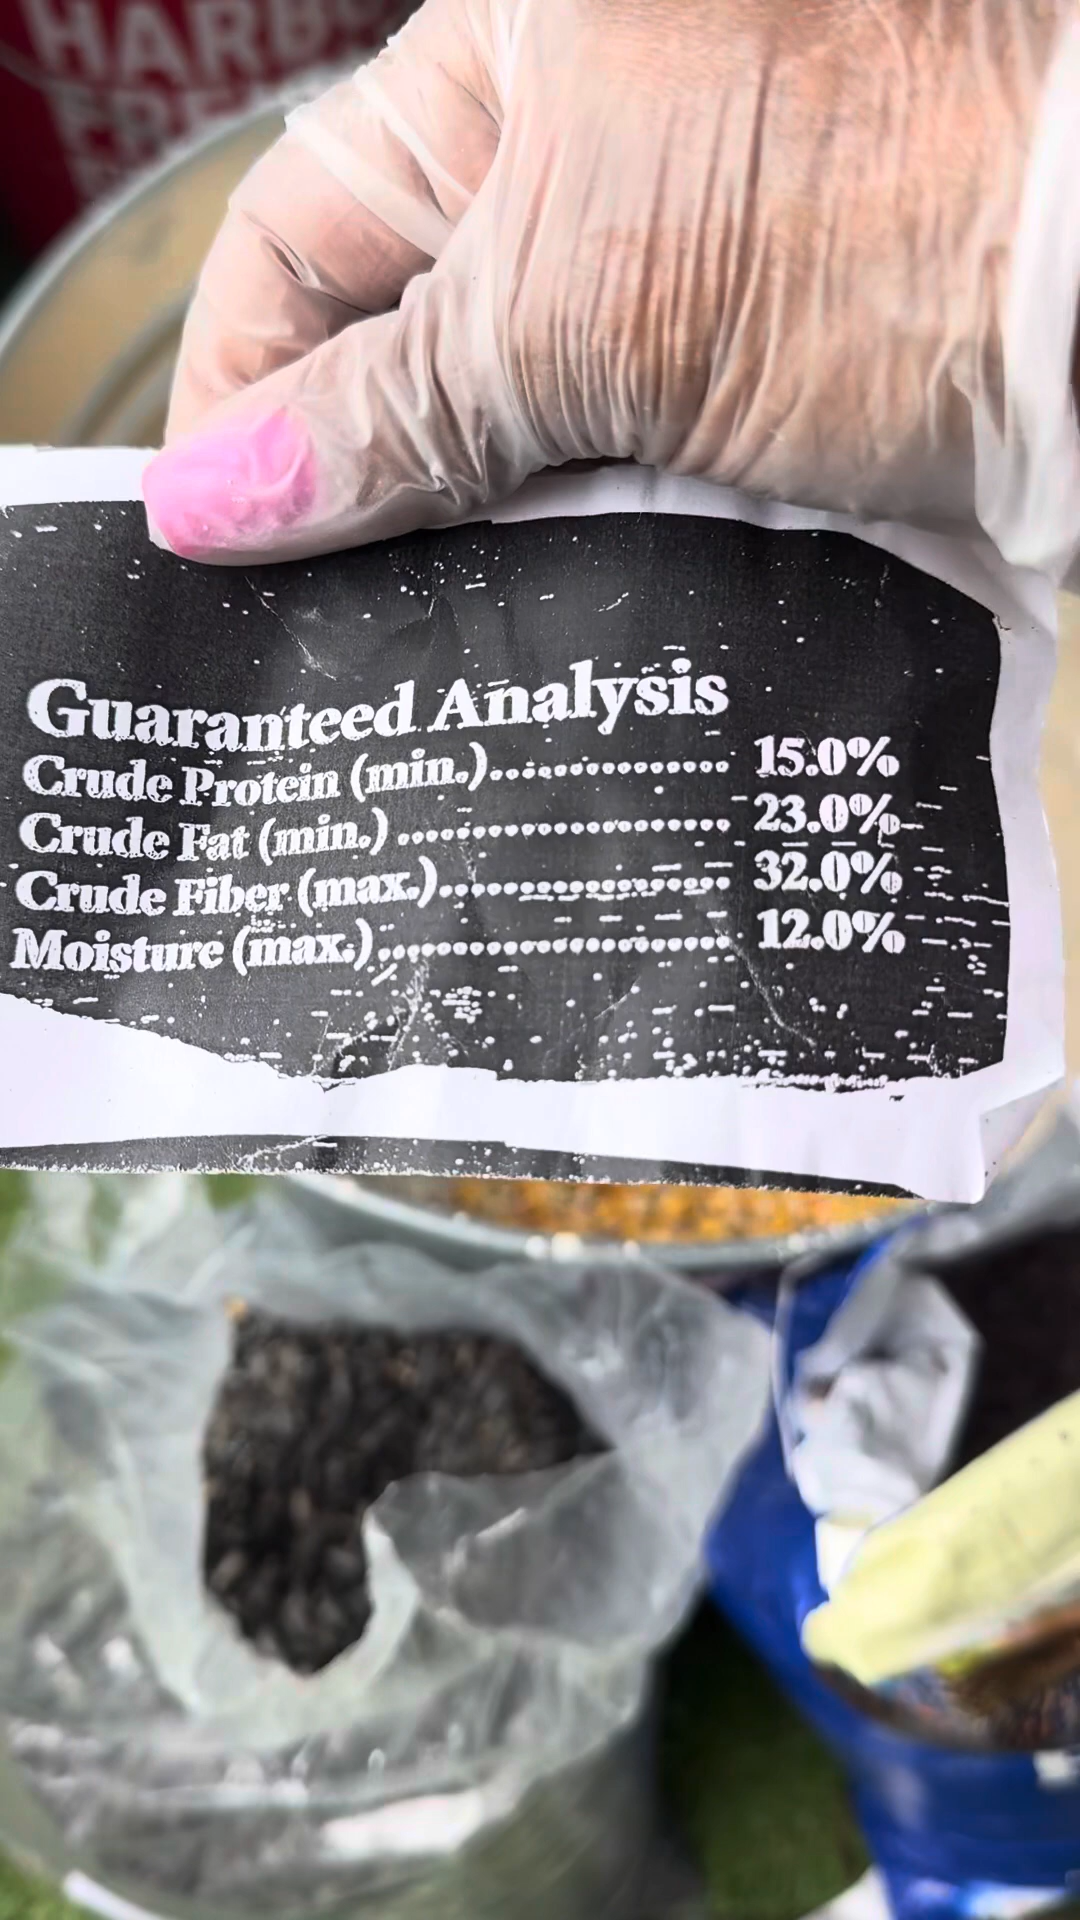 HARB
Guaranteed Analysis
Crude Protein (min.)................ 15.0%
Crude Fat (min.) ...................... 23.0%
Crude Fiber (max.)................... 32.0%
Moisture (max.)....................... 12.0%